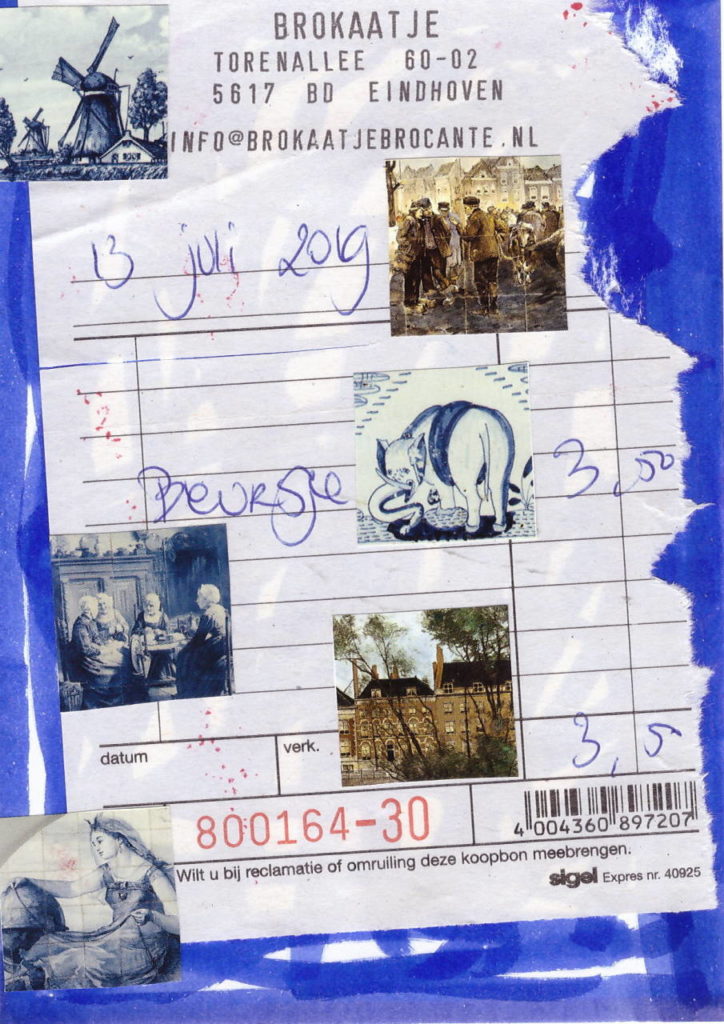 BROKAATJE
TORENALLEE 60-02
5617 BD EINDHOVEN
INFO@BROKAATJEBROCANTE.NL
13 juli 2019
Beursje 3,50
3,5
datum verk.
800164-30
4 004360 897207
Wilt u bij reclamatie of omruiling deze koopbon meebrengen.
sigel Expres nr. 40925